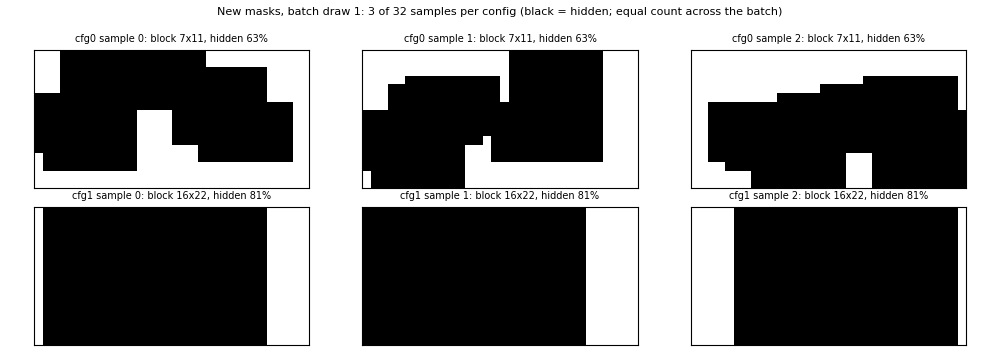 New masks, batch draw 1: 3 of 32 samples per config (black = hidden; equal count across the batch)
cfg0 sample 0: block 7x11, hidden 63%
cfg0 sample 1: block 7x11, hidden 63%
cfg0 sample 2: block 7x11, hidden 63%
cfg1 sample 0: block 16x22, hidden 81%
cfg1 sample 1: block 16x22, hidden 81%
cfg1 sample 2: block 16x22, hidden 81%